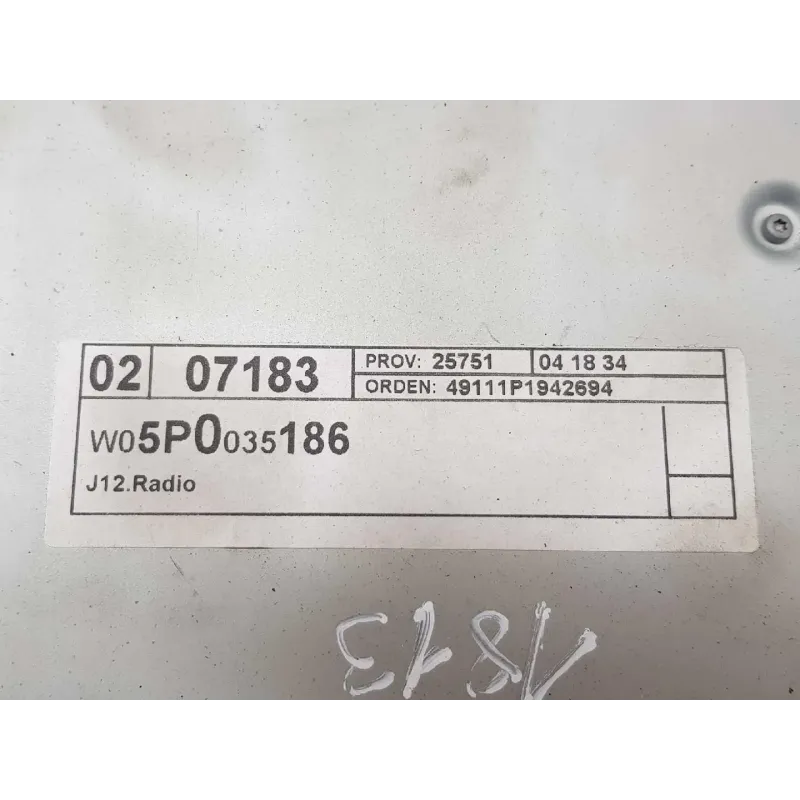 02 07183 PROV: 25751 04 18 34
ORDEN: 49111P1942694
W05P0035186
J12.Radio
1813